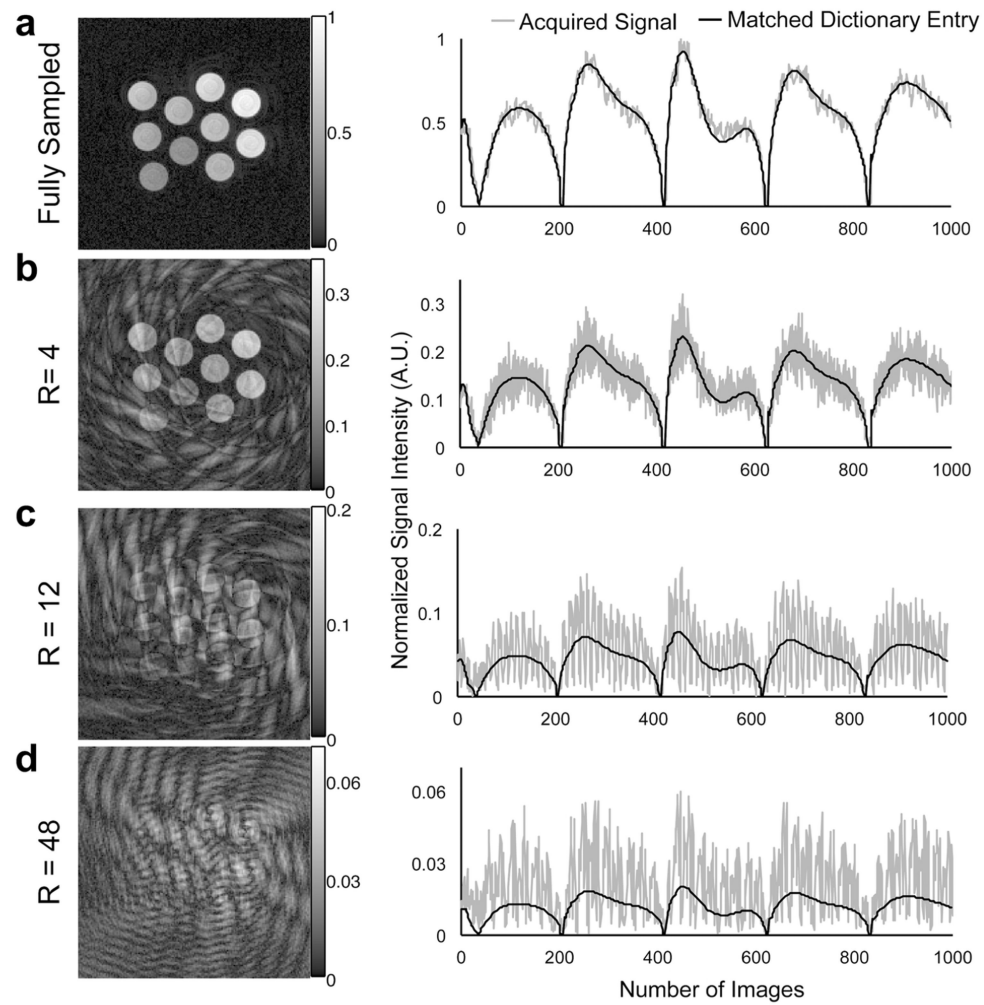 a
Fully Sampled
1
0.5
0
Acquired Signal
Matched Dictionary Entry
1
0.5
0
0 200 400 600 800 1000
b
R= 4
0.3
0.2
0.1
0
0.3
0.2
0.1
0
0 200 400 600 800 1000
Normalized Signal Intensity (A.U.)
c
R = 12
0.2
0.1
0
0.2
0.1
0
0 200 400 600 800 1000
d
R = 48
0.06
0.03
0
0.06
0.03
0
0 200 400 600 800 1000
Number of Images